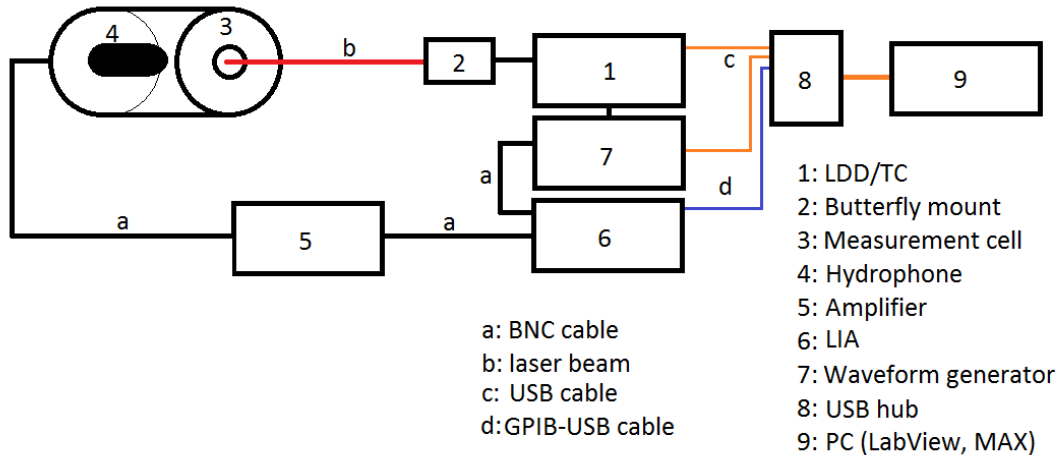 4
3
b
2
1
c
8
9
7
a
d
a
5
a
6
1: LDD/TC
2: Butterfly mount
3: Measurement cell
4: Hydrophone
5: Amplifier
6: LIA
7: Waveform generator
8: USB hub
9: PC (LabView, MAX)
a: BNC cable
b: laser beam
c: USB cable
d: GPIB-USB cable